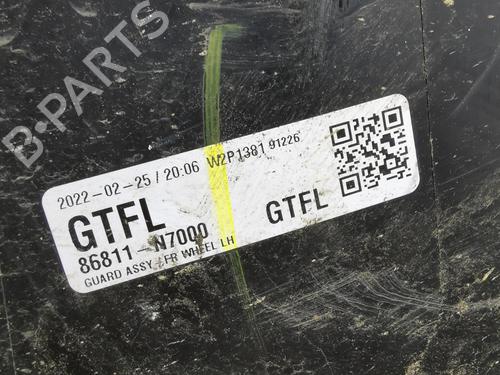 B-PARTS
2022-02-25 / 20:06 W2P1381 91226
GTFL
86811-N7000
GUARD ASSY-FR WHEEL LH
GTFL